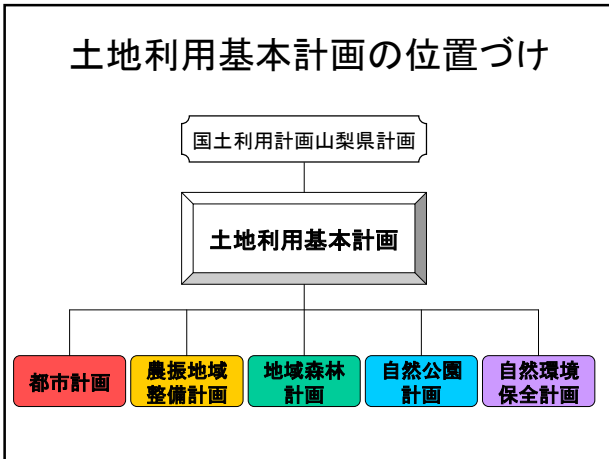 土地利用基本計画の位置づけ
国土利用計画山梨県計画
土地利用基本計画
都市計画
農振地域
整備計画
地域森林
計画
自然公園
計画
自然環境
保全計画